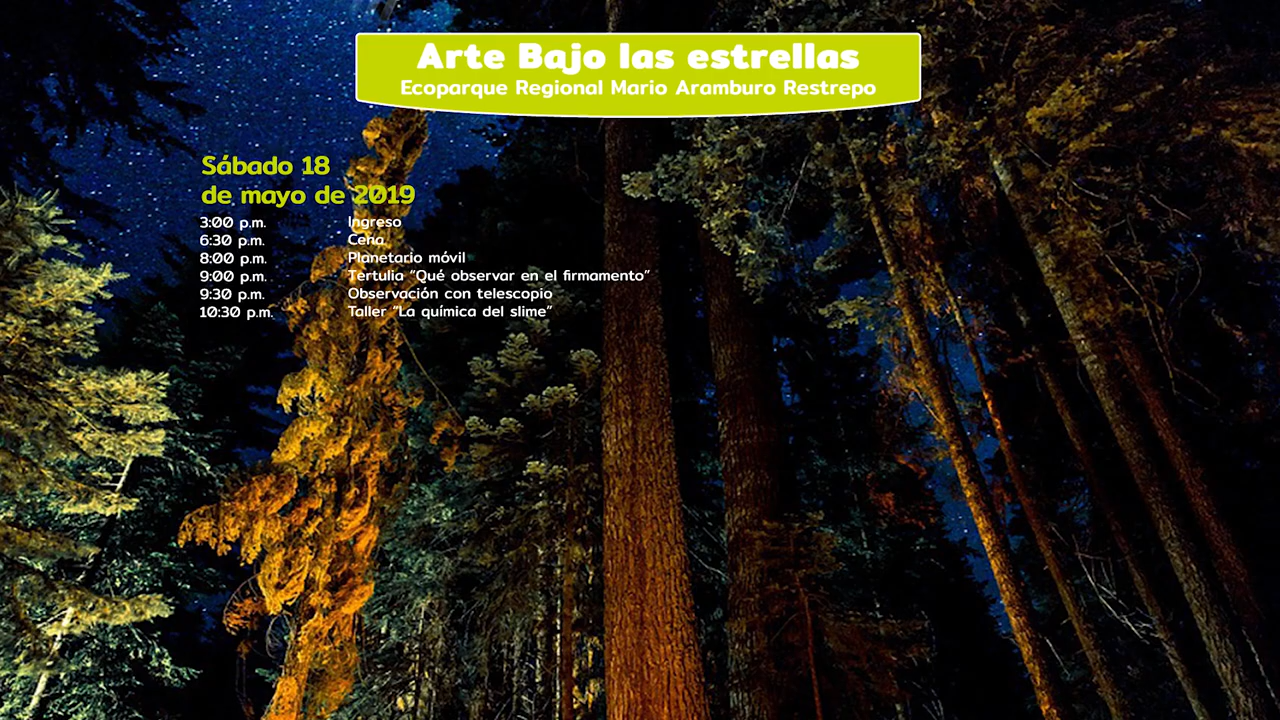 Arte Bajo las estrellas
Ecoparque Regional Mario Aramburo Restrepo
Sábado 18
de mayo de 2019
3:00 p.m. Ingreso
6:30 p.m. Cena
8:00 p.m. Planetario móvil
9:00 p.m. Tertulia “Qué observar en el firmamento”
9:30 p.m. Observación con telescopio
10:30 p.m. Taller “La química del slime”